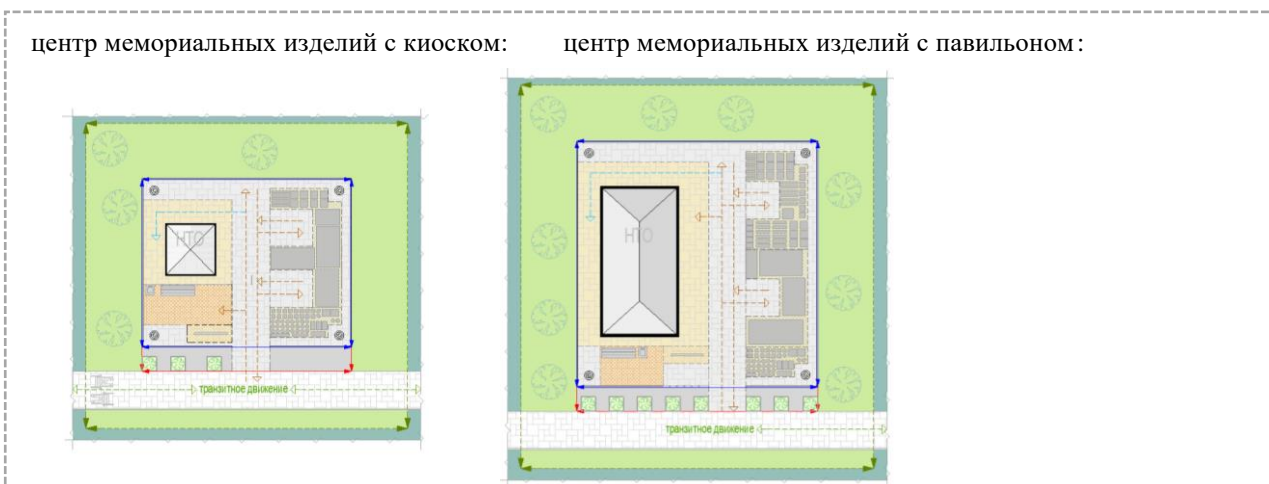 центр мемориальных изделий с киоском:
центр мемориальных изделий с павильоном:
НТО
НТО
транзитное движение
транзитное движение